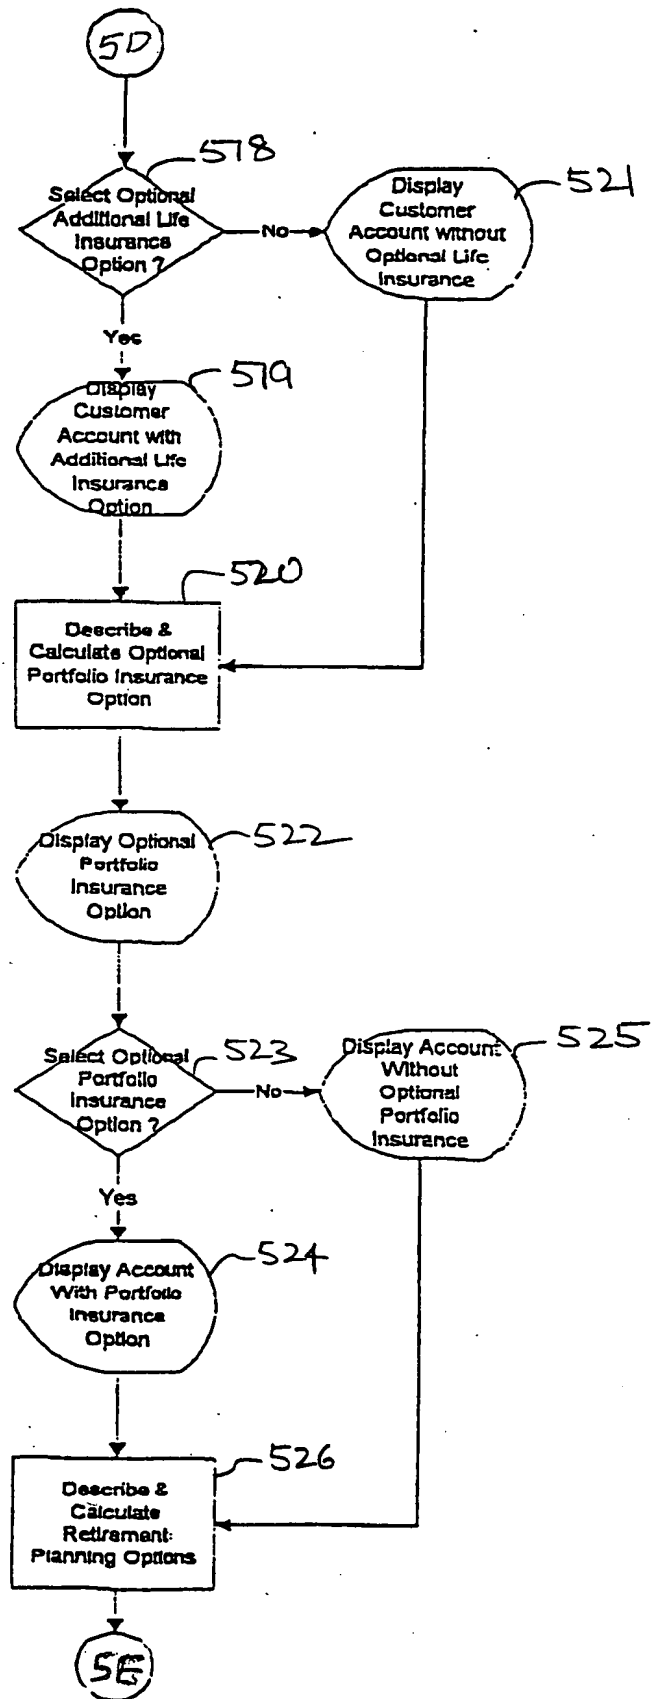 5D
578
Select Optional
Additional Life
Insurance
Option ?
No
Display
Customer
Account without
Optional Life
Insurance
521
Yes
579
Display
Customer
Account with
Additional Life
Insurance
Option
520
Describe &
Calculate Optional
Portfolio Insurance
Option
Display Optional
Portfolio
Insurance
Option
522
Select Optional
Portfolio
Insurance
Option ?
523
No
Display Account
Without
Optional
Portfolio
Insurance
525
Yes
Display Account
With Portfolio
Insurance
Option
524
526
Describe &
Calculate
Retirement
Planning Options
5E